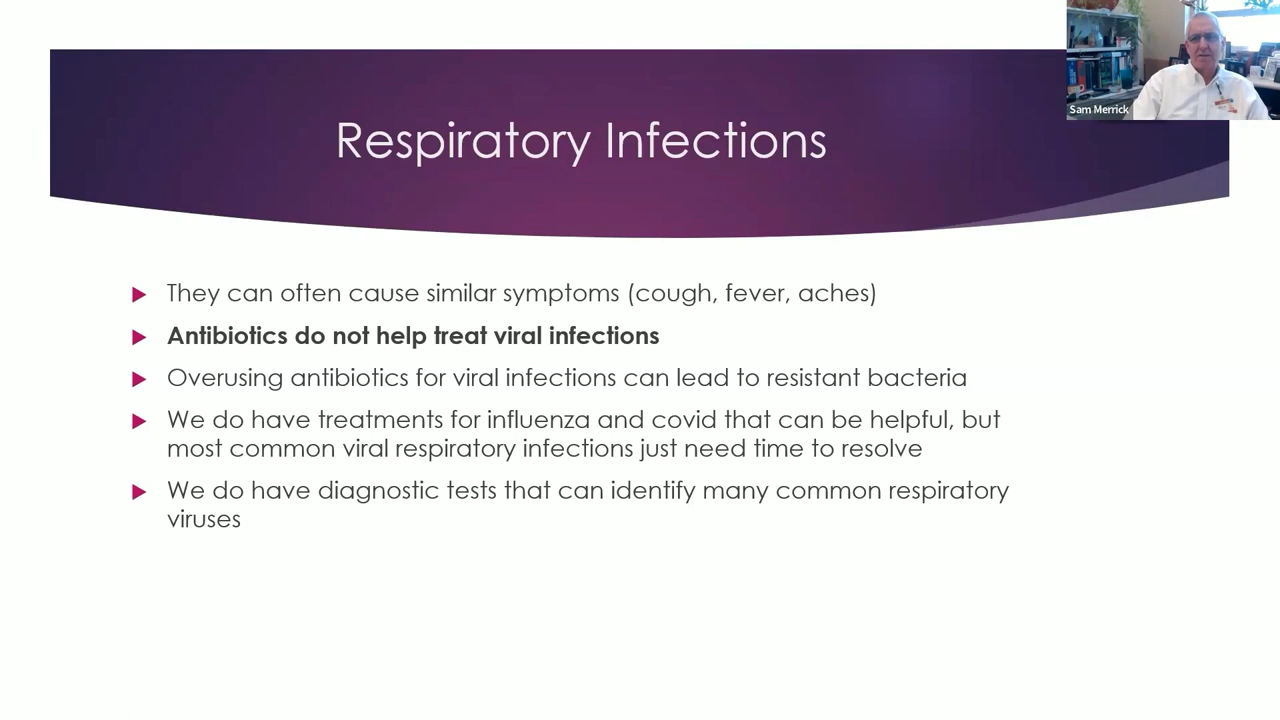 Respiratory Infections
Sam Merrick
They can often cause similar symptoms (cough, fever, aches)
Antibiotics do not help treat viral infections
Overusing antibiotics for viral infections can lead to resistant bacteria
We do have treatments for influenza and covid that can be helpful, but
most common viral respiratory infections just need time to resolve
We do have diagnostic tests that can identify many common respiratory
viruses